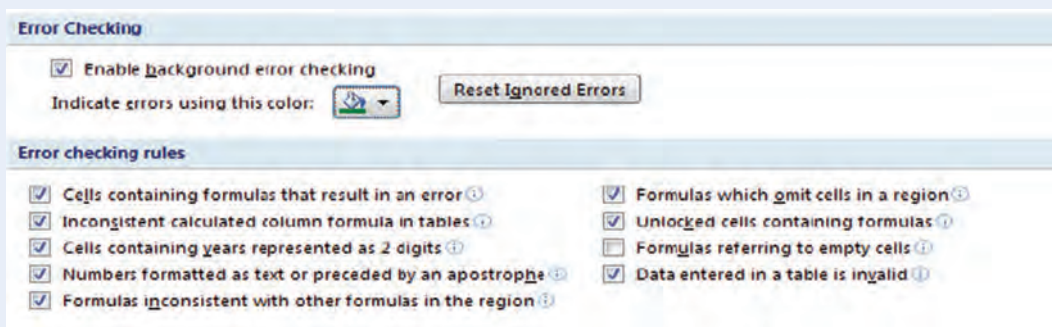 Error Checking
Enable background error checking
Indicate errors using this color:
Reset Ignored Errors
Error checking rules
Cells containing formulas that result in an error
Inconsistent calculated column formula in tables
Cells containing years represented as 2 digits
Numbers formatted as text or preceded by an apostrophe
Formulas inconsistent with other formulas in the region
Formulas which omit cells in a region
Unlocked cells containing formulas
Formulas referring to empty cells
Data entered in a table is invalid